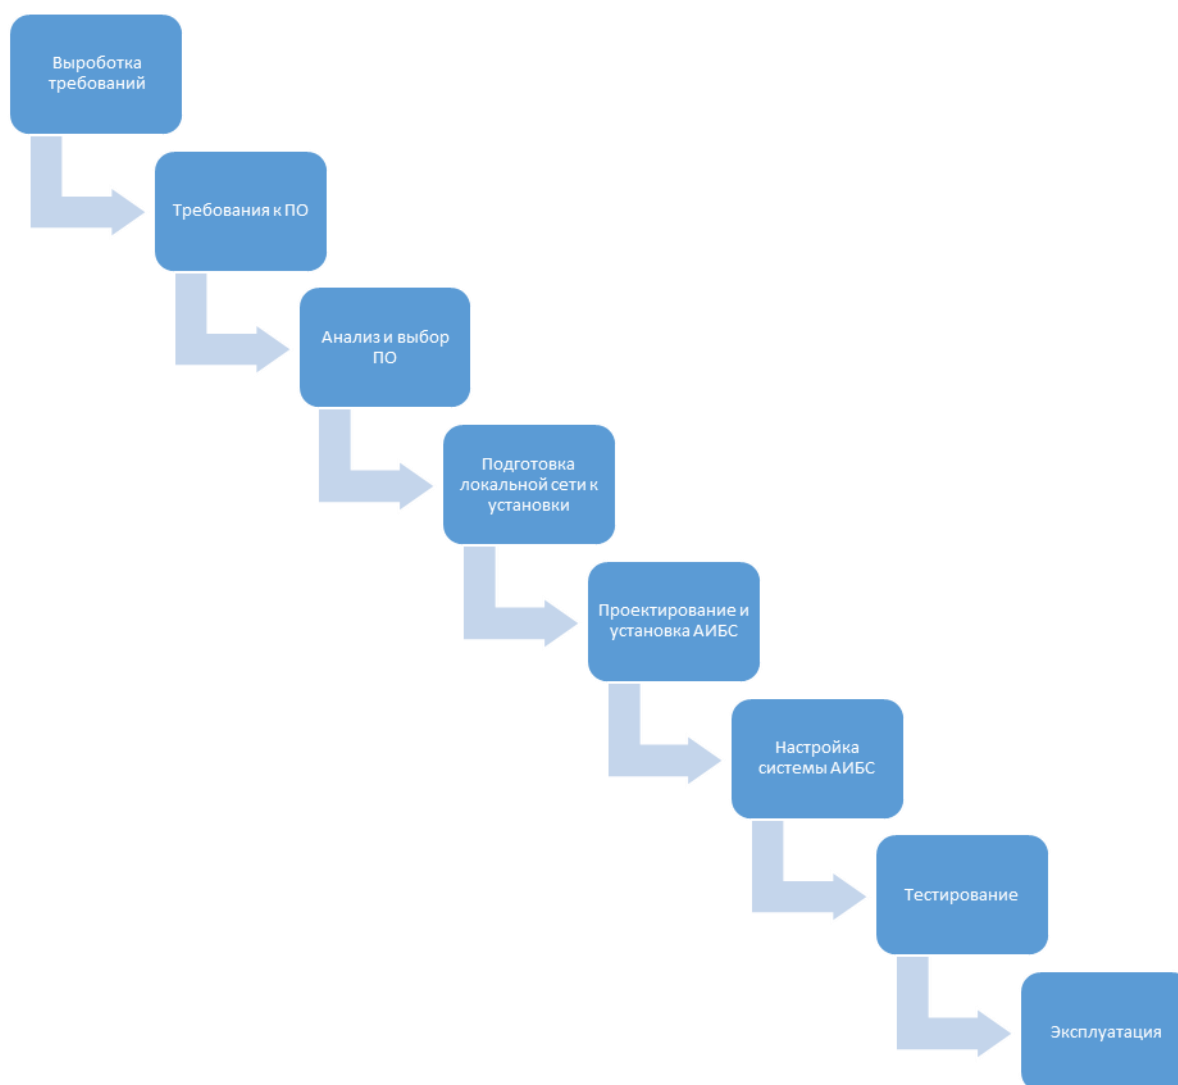 Выроботка
требований
Требования к ПО
Анализ и выбор
ПО
Подготовка
локальной сети к
установки
Проектирование и
установка АИБС
Настройка
системы АИБС
Тестирование
Эксплуатация